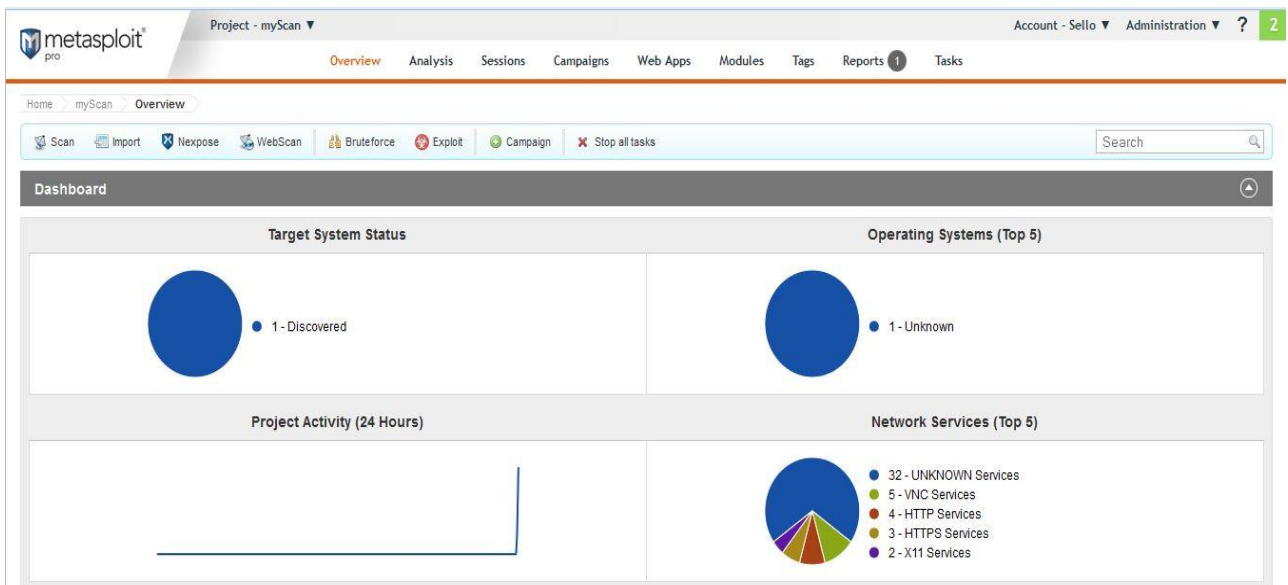 metasploit®
pro
Project - myScan ▼
Account - Sello ▼ Administration ▼ ? 2
Overview Analysis Sessions Campaigns Web Apps Modules Tags Reports 1 Tasks
Home myScan Overview
Scan Import Nexpose WebScan Bruteforce Exploit Campaign Stop all tasks Search
Dashboard
Target System Status
1 - Discovered
Operating Systems (Top 5)
1 - Unknown
Project Activity (24 Hours)
Network Services (Top 5)
32 - UNKNOWN Services
5 - VNC Services
4 - HTTP Services
3 - HTTPS Services
2 - X11 Services